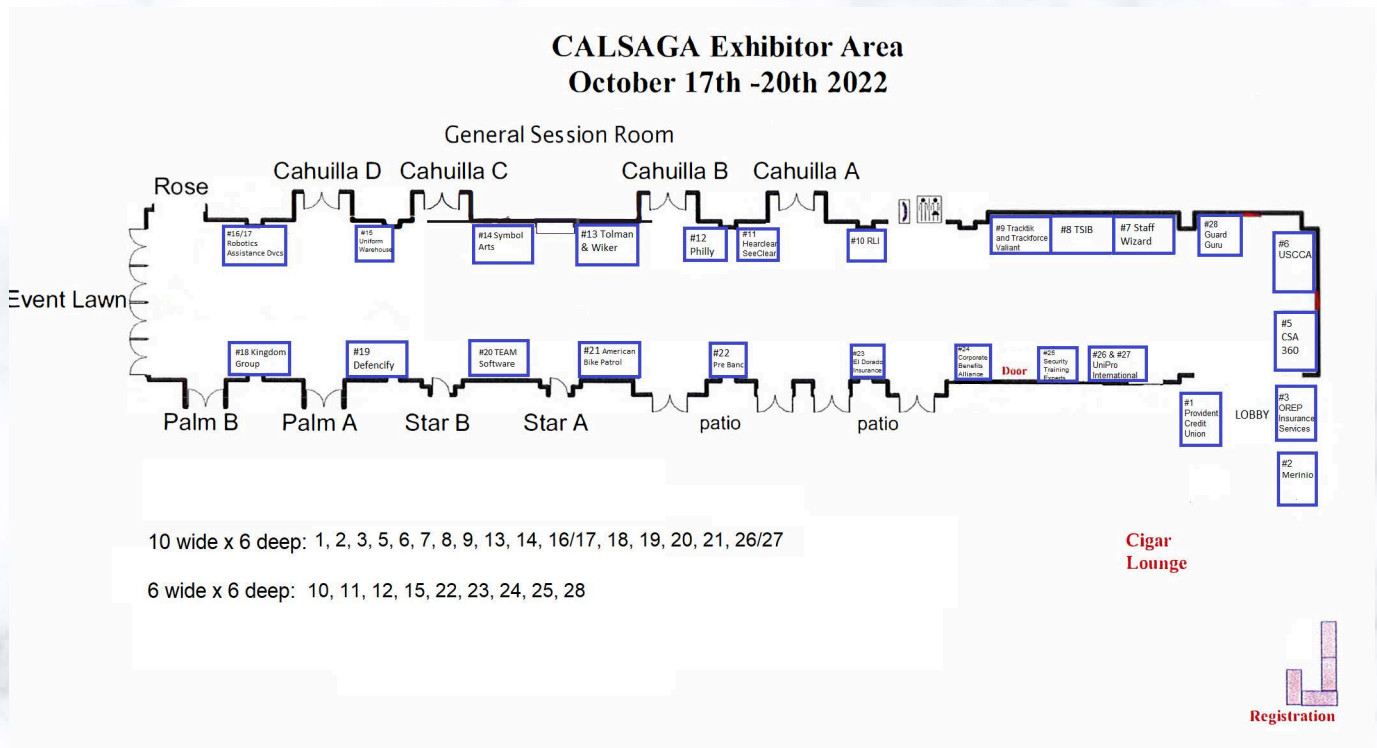 CALSAGA Exhibitor Area
October 17th -20th 2022
General Session Room
Rose
Cahuilla D
Cahuilla C
Cahuilla B
Cahuilla A
#16/17
Robotics
Assistance Dvcs
#15
Uniform
Warehouse
#14 Symbol
Arts
#13 Tolman
& Wiker
#12
Philly
#11
Hearclear
SeeClear
#10 RLI
#9 Tracktik
and Trackforce
Valiant
#8 TSIB
#7 Staff
Wizard
#28
Guard
Guru
#6
USCCA
Event Lawn
#5
CSA
360
#18 Kingdom
Group
#19
Defencify
#20 TEAM
Software
#21 American
Bike Patrol
#22
Pre Banc
#23
El Dorado
Insurance
#24
Corporate
Benefits
Alliance
Door
#25
Security
Training
Experts
#26 & #27
UniPro
International
Palm B
Palm A
Star B
Star A
patio
patio
#1
Provident
Credit
Union
LOBBY
#3
OREP
Insurance
Services
#2
Merinio
10 wide x 6 deep: 1, 2, 3, 5, 6, 7, 8, 9, 13, 14, 16/17, 18, 19, 20, 21, 26/27
6 wide x 6 deep: 10, 11, 12, 15, 22, 23, 24, 25, 28
Cigar
Lounge
Registration